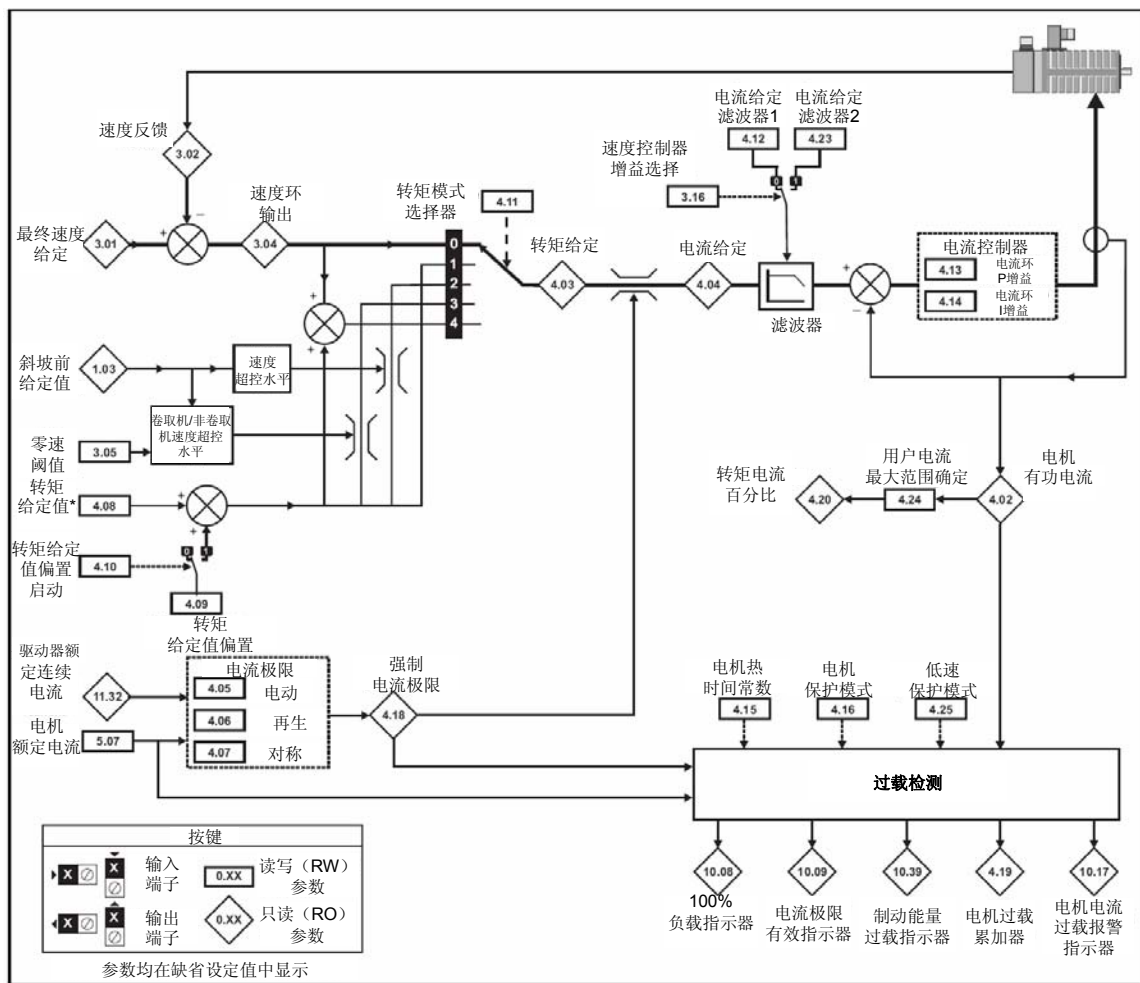 速度反馈
3.02
电流给定
滤波器1
电流给定
滤波器2
4.12
4.23
速度控制器
增益选择
3.16
0
1
最终速度
给定
3.01
+
−
速度环
输出
3.04
转矩模式
选择器
4.11
0
1
2
3
4
转矩给定
4.03
电流给定
4.04
滤波器
+
−
电流控制器
4.13
电流环
P增益
4.14
电流环
I增益
+
+
斜坡前
给定值
1.03
速度
超控水平
卷取机/非卷取
机速度超控
水平
零速
阈值
3.05
转矩
给定值*
4.08
+
+
0
1
转矩给定
值偏置
启动
4.10
4.09
转矩
给定值偏置
转矩电流
百分比
4.20
用户电流
最大范围确定
4.24
电机
有功电流
4.02
驱动器额
定连续
电流
11.32
电机
额定电流
5.07
电流极限
4.05
电动
4.06
再生
4.07
对称
强制
电流极限
4.18
电机热
时间常数
4.15
电机
保护模式
4.16
低速
保护模式
4.25
过载检测
10.08
100%
负载指示器
10.09
电流极限
有效指示器
10.39
制动能量
过载指示器
4.19
电机过载
累加器
10.17
电机电流
过载报警
指示器
按键
X
X
输入
端子
0.XX
读写（RW）
参数
X
X
输出
端子
0.XX
只读（RO）
参数
参数均在缺省设定值中显示